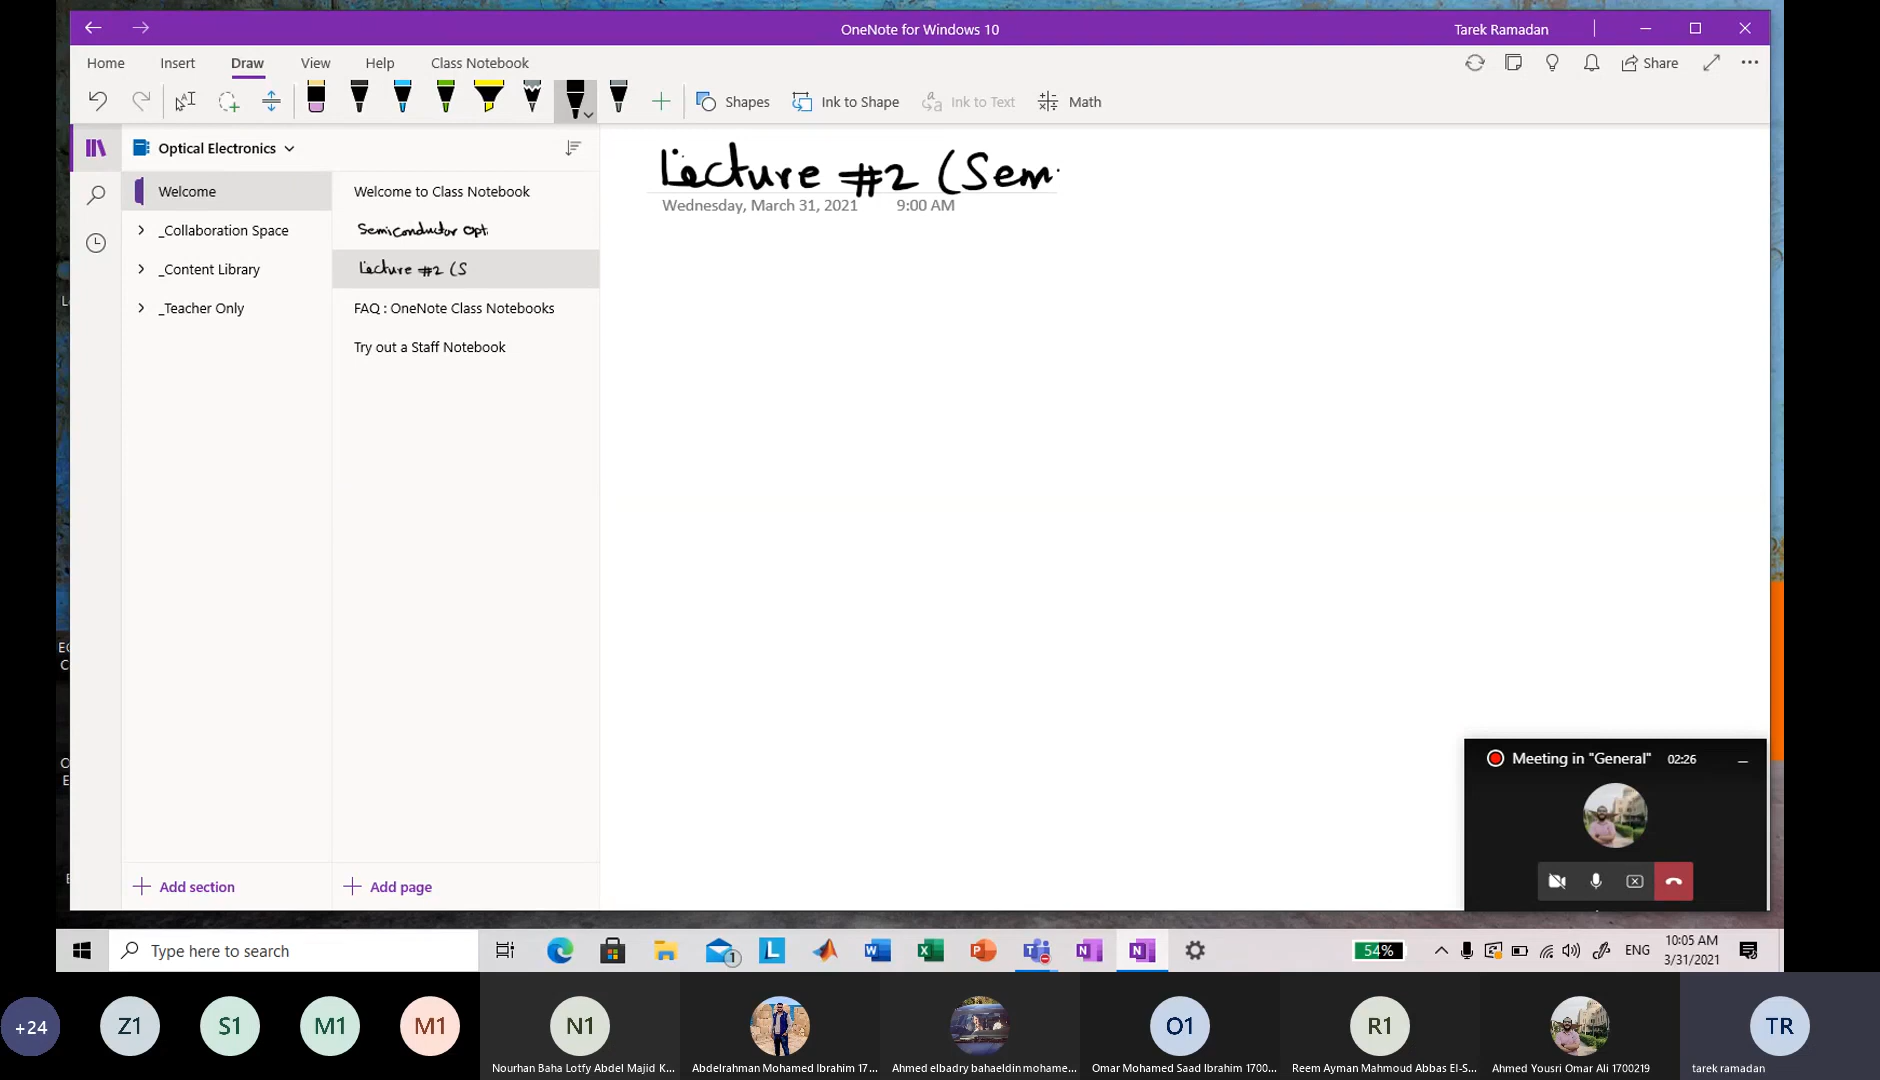 OneNote for Windows 10
Tarek Ramadan
Home Insert Draw View Help Class Notebook
Share
Shapes Ink to Shape Ink to Text Math
Optical Electronics
Welcome
_Collaboration Space
_Content Library
_Teacher Only
Welcome to Class Notebook
Semiconductor Opt
Lecture #2 (S
FAQ : OneNote Class Notebooks
Try out a Staff Notebook
Lecture #2 (Sem
Wednesday, March 31, 2021 9:00 AM
Add section
Add page
Meeting in "General" 02:26
Type here to search
1
L
54%
ENG
10:05 AM
3/31/2021
+24
Z1
S1
M1
M1
N1
O1
R1
TR
Nourhan Baha Lotfy Abdel Majid K...
Abdelrahman Mohamed Ibrahim 17...
Ahmed elbadry bahaeldin mohame...
Omar Mohamed Saad Ibrahim 1700...
Reem Ayman Mahmoud Abbas El-S...
Ahmed Yousri Omar Ali 1700219
tarek ramadan